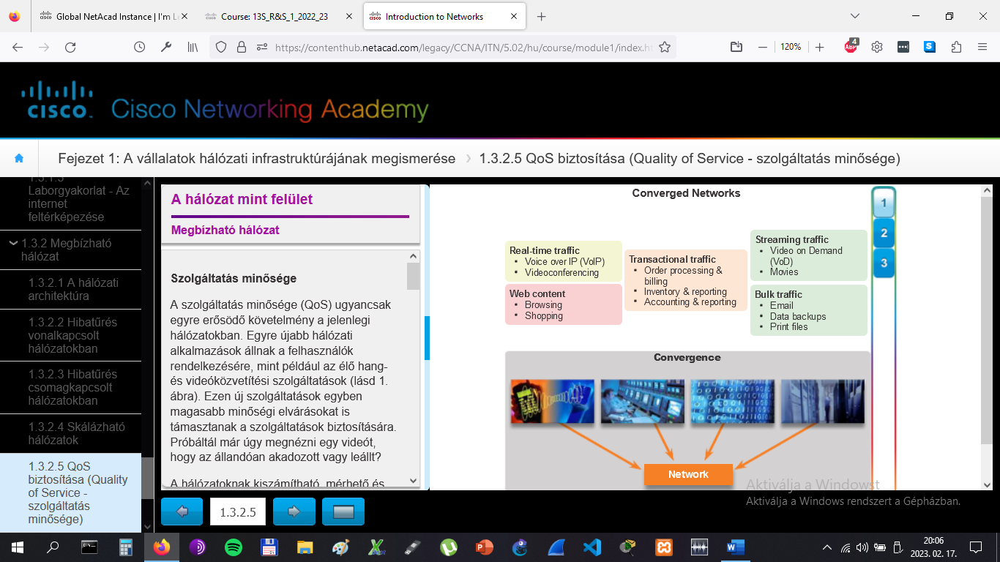 Global NetAcad Instance | I'm Le
Course: 13S_R&S_1_2022_23
Introduction to Networks
https://contenthub.netacad.com/legacy/CCNA/ITN/5.02/hu/course/module1/index.h
120%
4
ABP
S
CISCO
Cisco Networking Academy
Fejezet 1: A vállalatok hálózati infrastruktúrájának megismerése
1.3.2.5 QoS biztosítása (Quality of Service - szolgáltatás minősége)
1.3.1.3
Laborgyakorlat - Az
internet
feltérképezése
1.3.2 Megbízható
hálózat
1.3.2.1 A hálózati
architektúra
1.3.2.2 Hibatűrés
vonalkapcsolt
hálózatokban
1.3.2.3 Hibatűrés
csomagkapcsolt
hálózatokban
1.3.2.4 Skálázható
hálózatok
1.3.2.5 QoS
biztosítása (Quality
of Service -
szolgáltatás
minősége)
A hálózat mint felület
Megbízható hálózat
Szolgáltatás minősége
A szolgáltatás minősége (QoS) ugyancsak
egyre erősödő követelmény a jelenlegi
hálózatokban. Egyre újabb hálózati
alkalmazások állnak a felhasználók
rendelkezésére, mint például az élő hang-
és videóközvetítési szolgáltatások (lásd 1.
ábra). Ezen új szolgáltatások egyben
magasabb minőségi elvárásokat is
támasztanak a szolgáltatások biztosítására.
Próbáltál már úgy megnézni egy videót,
hogy az állandóan akadozott vagy leállt?
A hálózatoknak kiszámítható, mérhető és
1.3.2.5
Converged Networks
Real-time traffic
• Voice over IP (VoIP)
• Videoconferencing
Web content
• Browsing
• Shopping
Transactional traffic
• Order processing &
billing
• Inventory & reporting
• Accounting & reporting
Streaming traffic
• Video on Demand
(VoD)
• Movies
Bulk traffic
• Email
• Data backups
• Print files
1
2
3
Convergence
Network
Aktiválja a Windowst
Aktiválja a Windows rendszert a Gépházban.
20:06
2023. 02. 17.